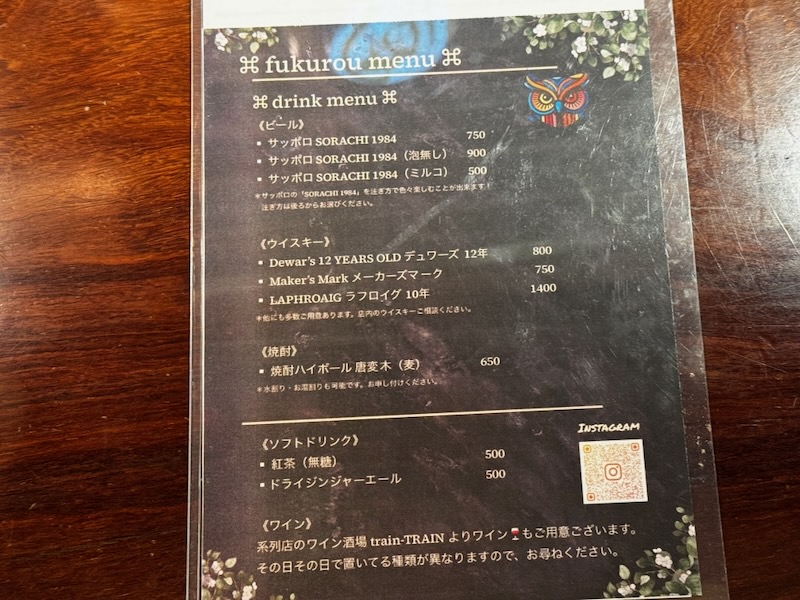 ⌘ fukurou menu ⌘
⌘ drink menu ⌘
《ビール》
▪ サッポロ SORACHI 1984 750
▪ サッポロ SORACHI 1984（泡無し） 900
▪ サッポロ SORACHI 1984（ミルコ） 500
＊サッポロの「SORACHI 1984」を注ぎ方で色々楽しむことが出来ます！
注ぎ方は後ろからお選びください。
《ウイスキー》
▪ Dewar's 12 YEARS OLD デュワーズ 12年 800
▪ Maker's Mark メーカーズマーク 750
▪ LAPHROAIG ラフロイグ 10年 1400
＊他にも多数ご用意あります。店内のウイスキーご相談ください。
《焼酎》
▪ 焼酎ハイボール 唐変木（麦） 650
＊水割り・お湯割りも可能です。お申し付けください。
《ソフトドリンク》
▪ 紅茶（無糖） 500
▪ ドライジンジャーエール 500
INSTAGRAM
《ワイン》
系列店のワイン酒場 train-TRAIN よりワイン🍷もご用意ございます。
その日その日で置いてる種類が異なりますので、お尋ねください。